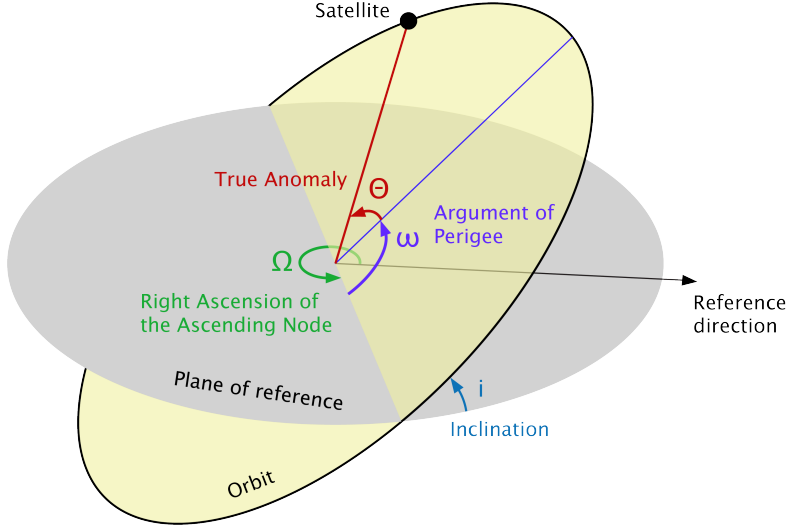 Satellite
True Anomaly
Θ
Argument of
Perigee
ω
Ω
Right Ascension of
the Ascending Node
Reference
direction
Plane of reference
i
Inclination
Orbit